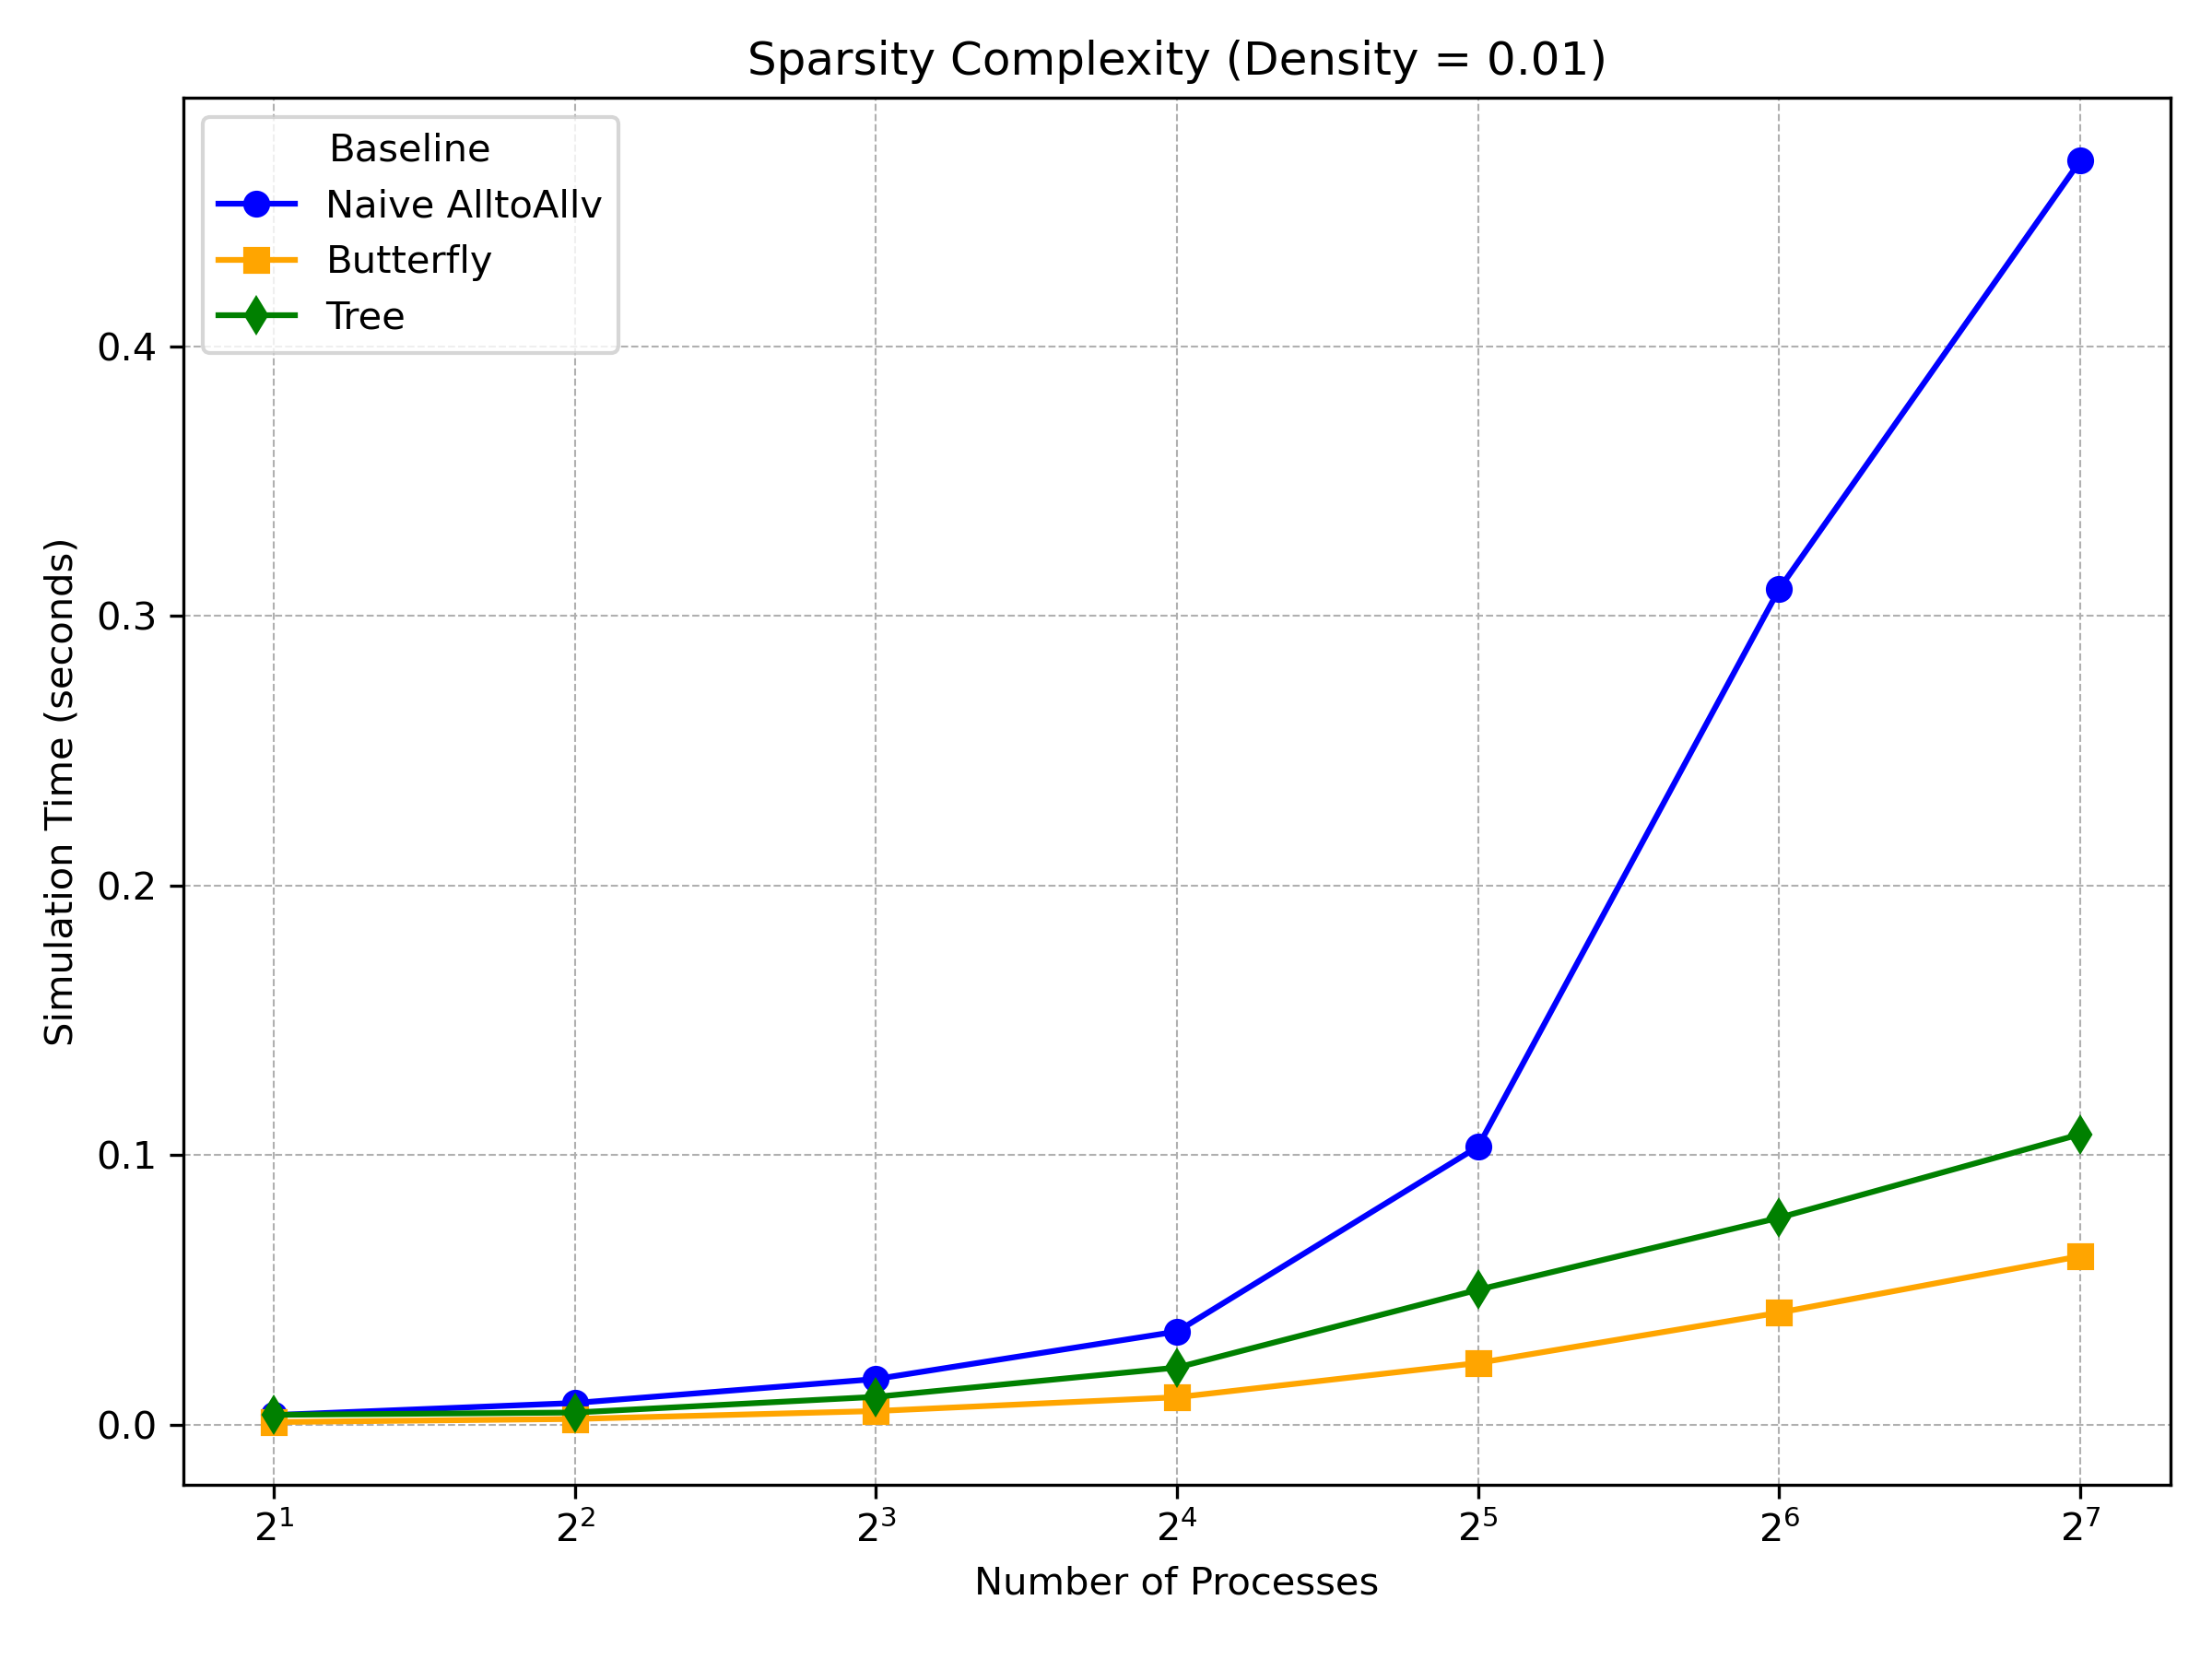 Sparsity Complexity (Density = 0.01)
Baseline
Naive AlltoAllv
Butterfly
Tree
Simulation Time (seconds)
0.4
0.3
0.2
0.1
0.0
2¹ 2² 2³ 2⁴ 2⁵ 2⁶ 2⁷
Number of Processes